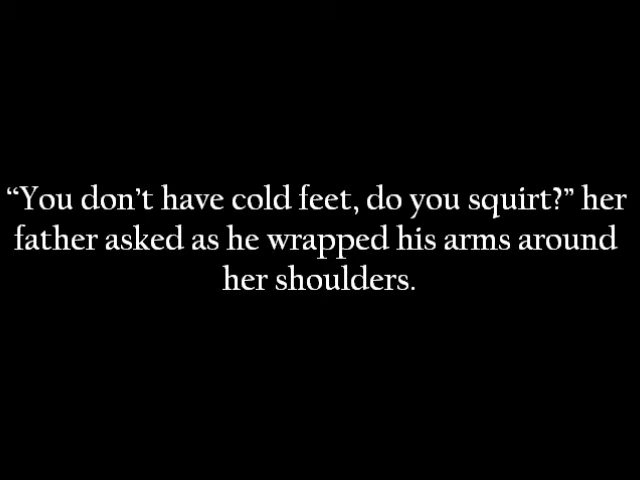 “You don’t have cold feet, do you squirt?” her
father asked as he wrapped his arms around
her shoulders.